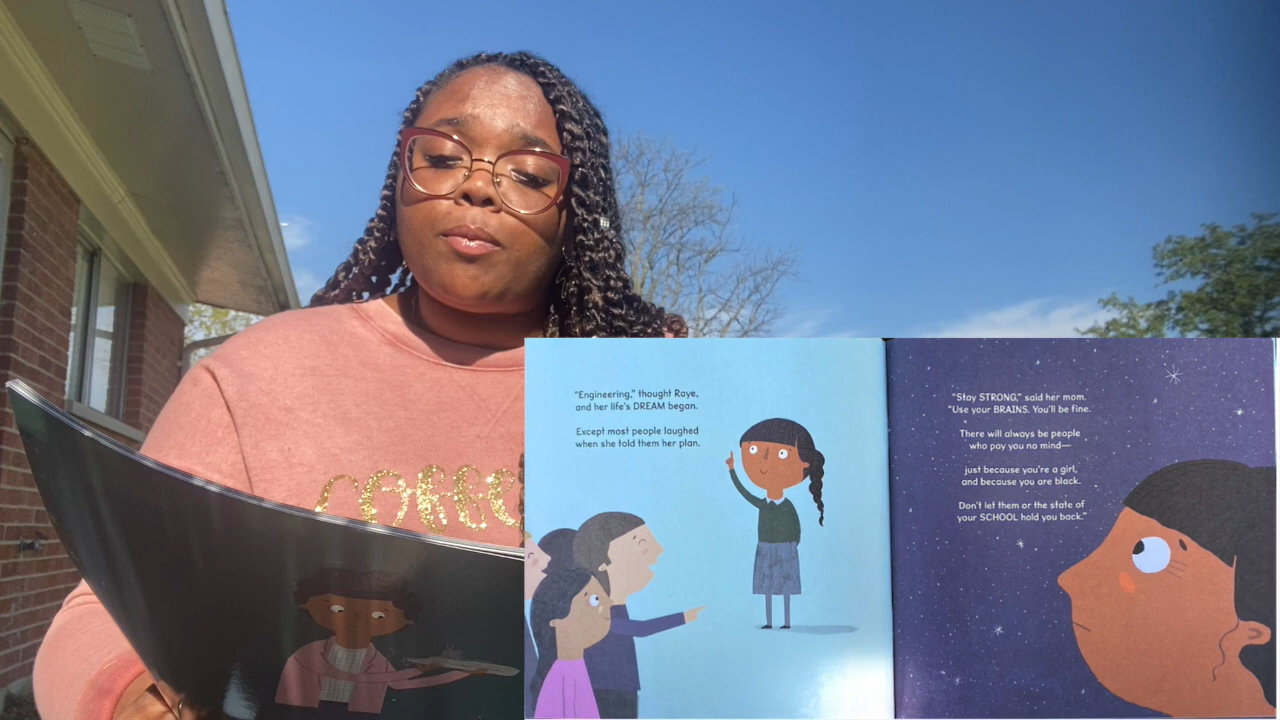 COFFE
"Engineering," thought Raye,
and her life's DREAM began.
Except most people laughed
when she told them her plan.
"Stay STRONG," said her mom.
"Use your BRAINS. You'll be fine.
There will always be people
who pay you no mind—
just because you're a girl,
and because you are black.
Don't let them or the state of
your SCHOOL hold you back."